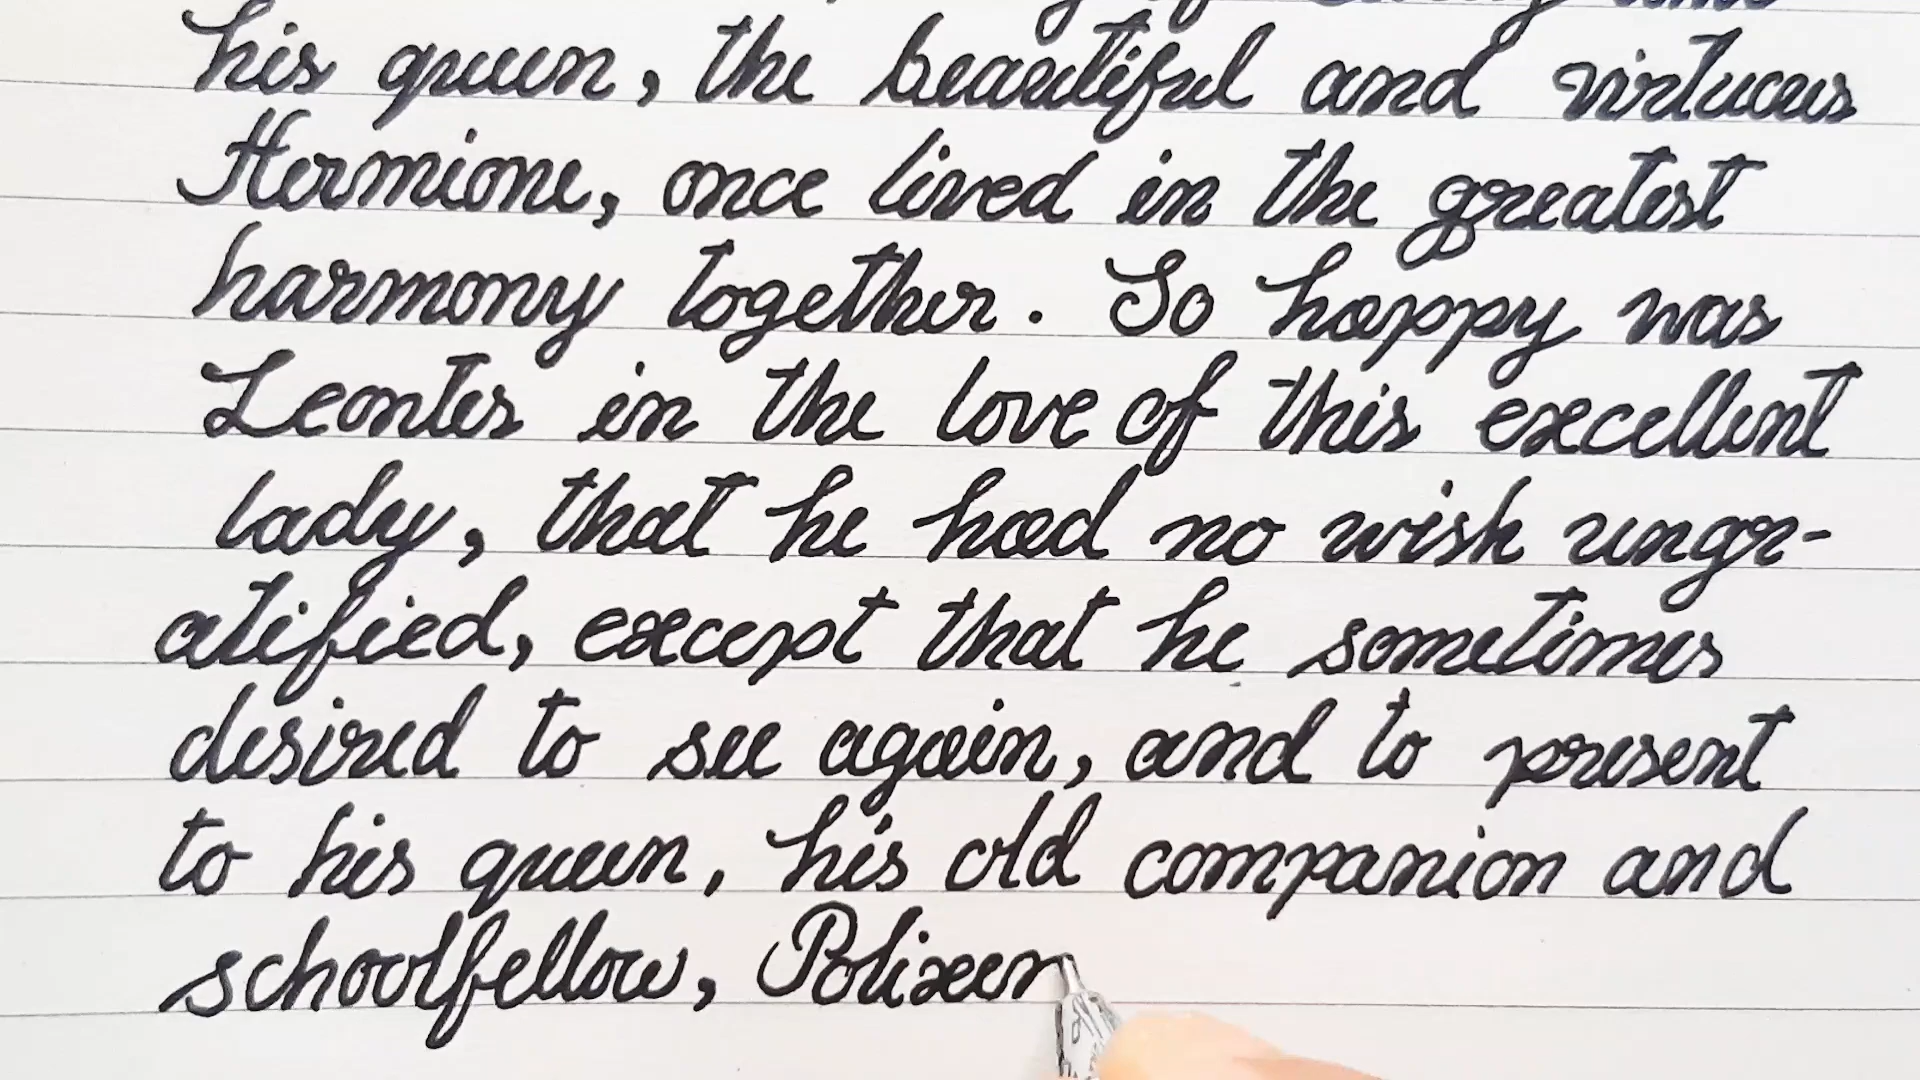 his queen, the beautiful and virtuous
Hermione, once lived in the greatest
harmony together. So happy was
Leontes in the love of this excellent
lady, that he had no wish ungr-
atified, except that he sometimes
desired to see again, and to present
to his queen, his old companion and
schoolfellow, Polixen